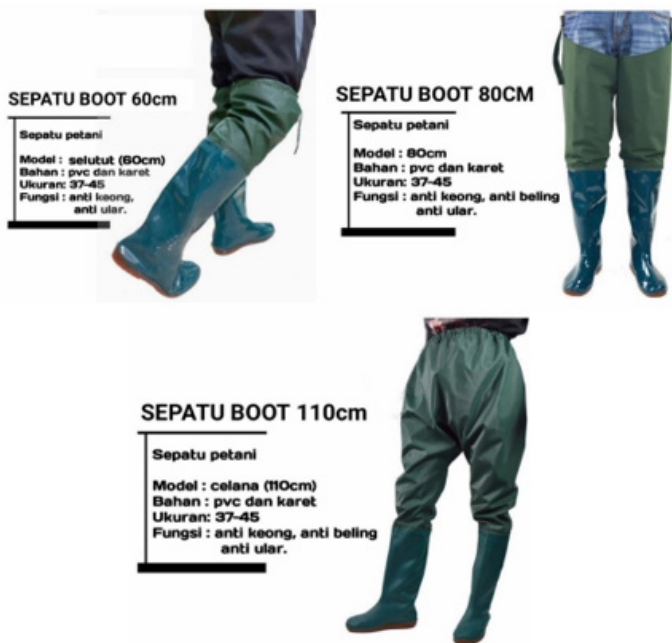 SEPATU BOOT 60cm
Sepatu petani
Model : selutut (60cm)
Bahan : pvc dan karet
Ukuran: 37-45
Fungsi : anti keong,
anti ular.
SEPATU BOOT 80CM
Sepatu petani
Model : 80cm
Bahan : pvc dan karet
Ukuran: 37-45
Fungsi : anti keong, anti beling
anti ular.
SEPATU BOOT 110cm
Sepatu petani
Model : celana (110cm)
Bahan : pvc dan karet
Ukuran: 37-45
Fungsi : anti keong, anti beling
anti ular.